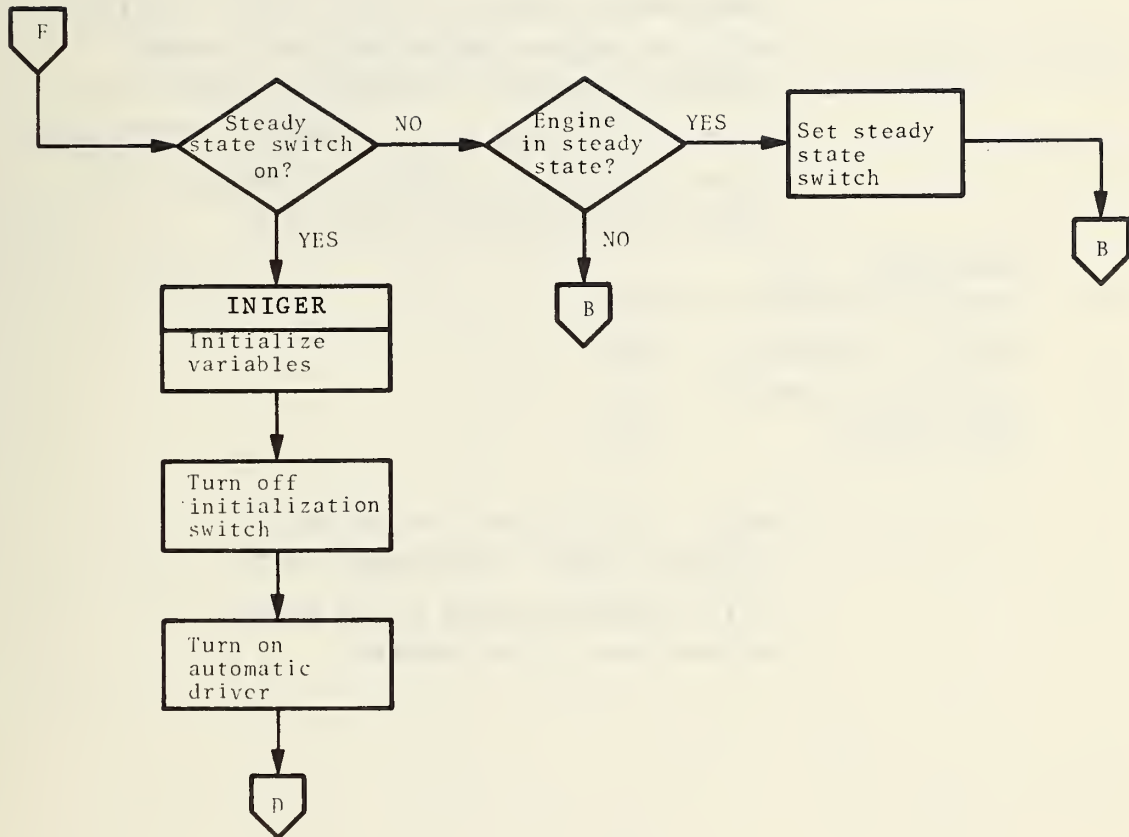 F
Steady
state switch
on?
NO
Engine
in steady
state?
YES
Set steady
state
switch
B
YES
NO
B
INIGER
Initialize
variables
Turn off
initialization
switch
Turn on
automatic
driver
D